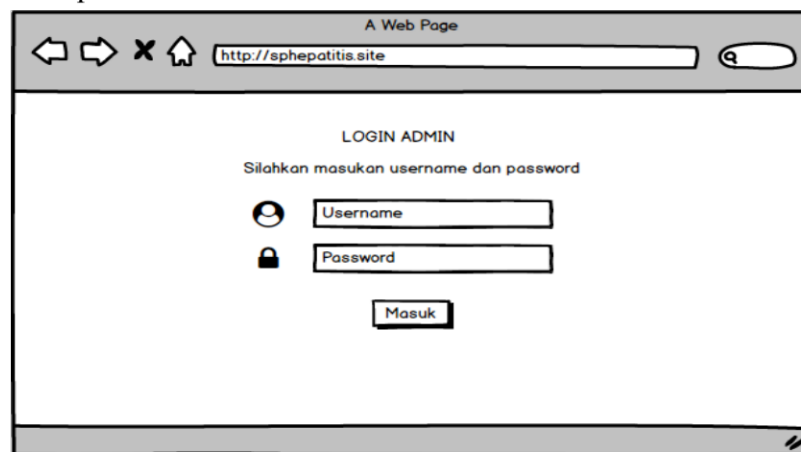 A Web Page
http://sphepatitis.site
LOGIN ADMIN
Silahkan masukan username dan password
Username
Password
Masuk